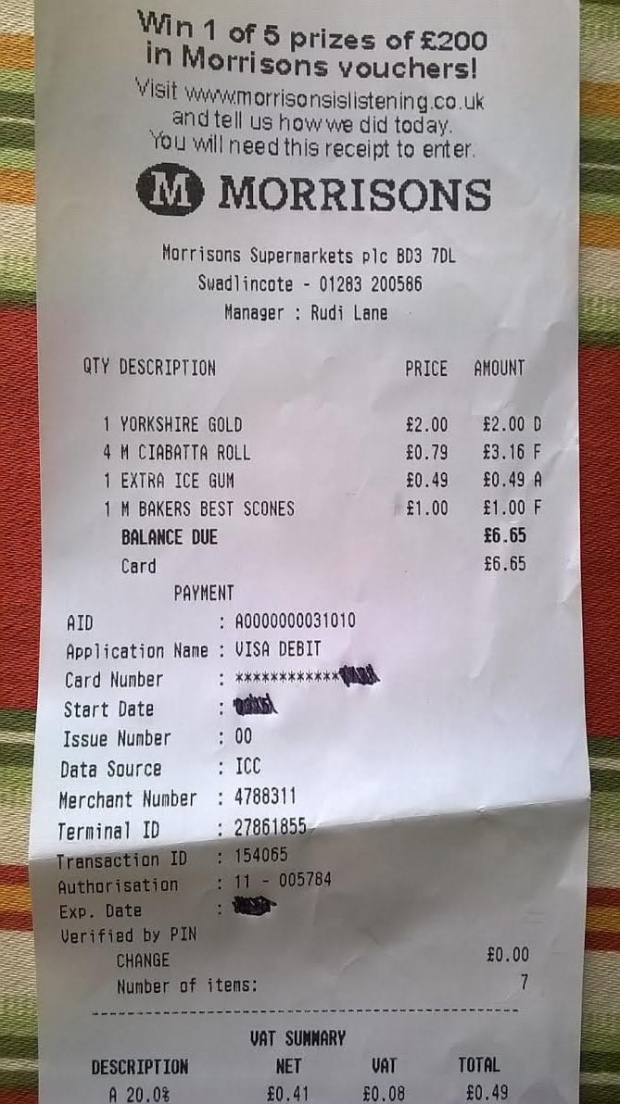 Win 1 of 5 prizes of £200
in Morrisons vouchers!
Visit www.morrisonsislistening.co.uk
and tell us how we did today.
You will need this receipt to enter.
M MORRISONS
Morrisons Supermarkets plc BD3 7DL
Swadlincote - 01283 200586
Manager : Rudi Lane
QTY DESCRIPTION PRICE AMOUNT
1 YORKSHIRE GOLD £2.00 £2.00 D
4 M CIABATTA ROLL £0.79 £3.16 F
1 EXTRA ICE GUM £0.49 £0.49 A
1 M BAKERS BEST SCONES £1.00 £1.00 F
BALANCE DUE £6.65
Card £6.65
PAYMENT
AID : A0000000031010
Application Name : VISA DEBIT
Card Number : ************
Start Date :
Issue Number : 00
Data Source : ICC
Merchant Number : 4788311
Terminal ID : 27861855
Transaction ID : 154065
Authorisation : 11 - 005784
Exp. Date :
Verified by PIN
CHANGE £0.00
Number of items: 7
VAT SUMMARY
DESCRIPTION NET VAT TOTAL
A 20.0% £0.41 £0.08 £0.49